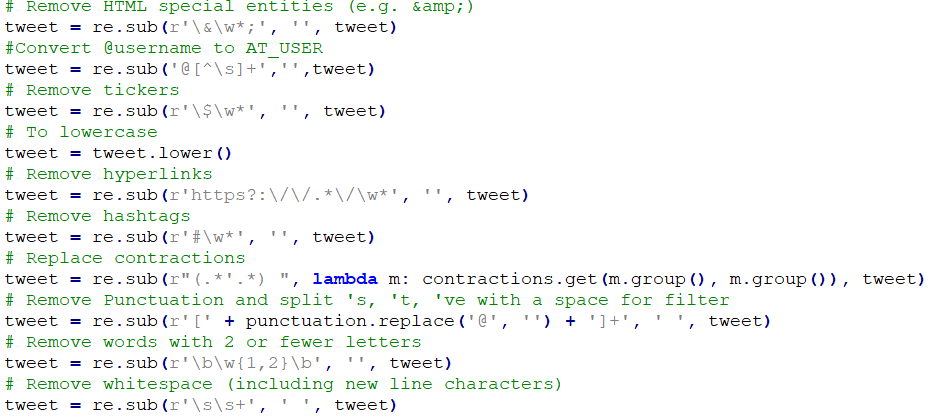 # Remove HTML special entities (e.g. &amp;)
tweet = re.sub(r'\&\w*;', '', tweet)
#Convert @username to AT_USER
tweet = re.sub('@[^\s]+','',tweet)
# Remove tickers
tweet = re.sub(r'\$\w*', '', tweet)
# To lowercase
tweet = tweet.lower()
# Remove hyperlinks
tweet = re.sub(r'https?:\/\/.*\/\w*', '', tweet)
# Remove hashtags
tweet = re.sub(r'#\w*', '', tweet)
# Replace contractions
tweet = re.sub(r"(.*'.*) ", lambda m: contractions.get(m.group(), m.group()), tweet)
# Remove Punctuation and split 's, 't, 've with a space for filter
tweet = re.sub(r'[' + punctuation.replace('@', '') + ']+', ' ', tweet)
# Remove words with 2 or fewer letters
tweet = re.sub(r'\b\w{1,2}\b', '', tweet)
# Remove whitespace (including new line characters)
tweet = re.sub(r'\s\s+', ' ', tweet)